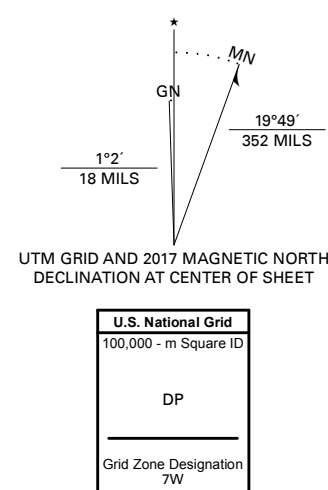 ★
MN
GN
19°49´
352 MILS
1°2´
18 MILS
UTM GRID AND 2017 MAGNETIC NORTH
DECLINATION AT CENTER OF SHEET
U.S. National Grid
100,000 - m Square ID
DP
Grid Zone Designation
7W